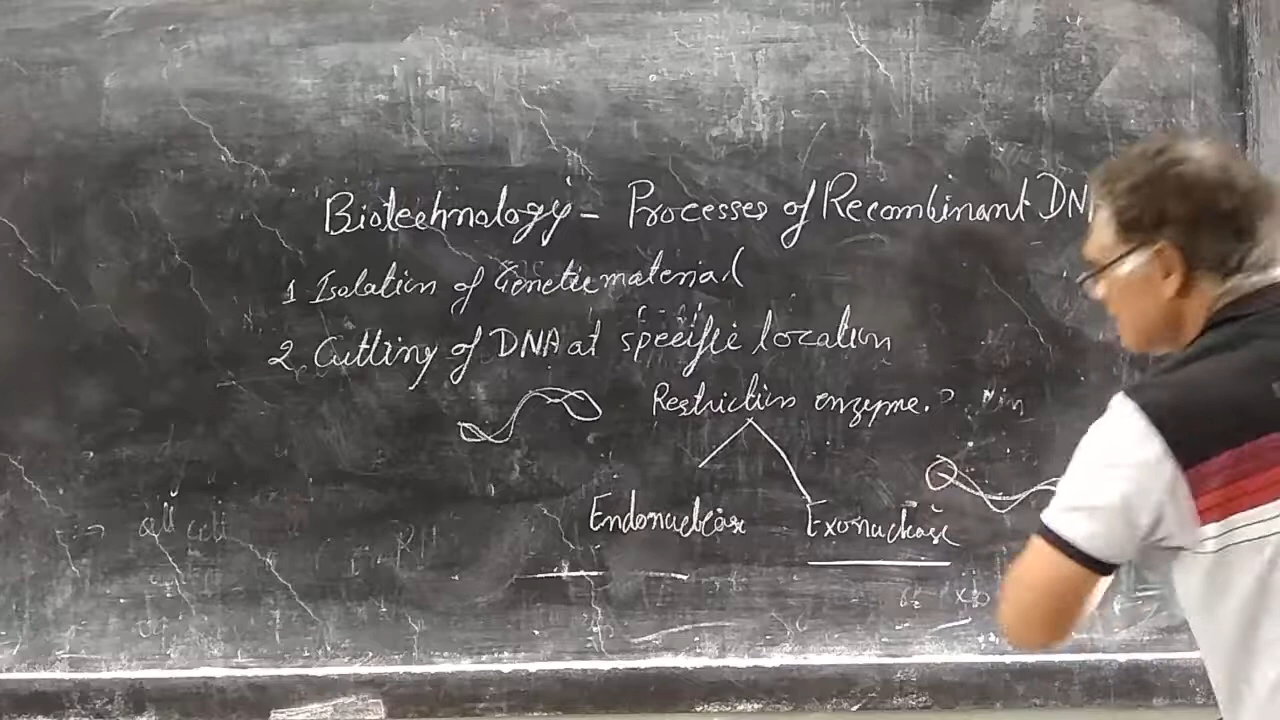 Biotechnology - Processes of Recombinant DN
1 Isolation of Genetic material
2. Cutting of DNA at specific location
Restriction enzyme.
Endonuclease Exonuclease